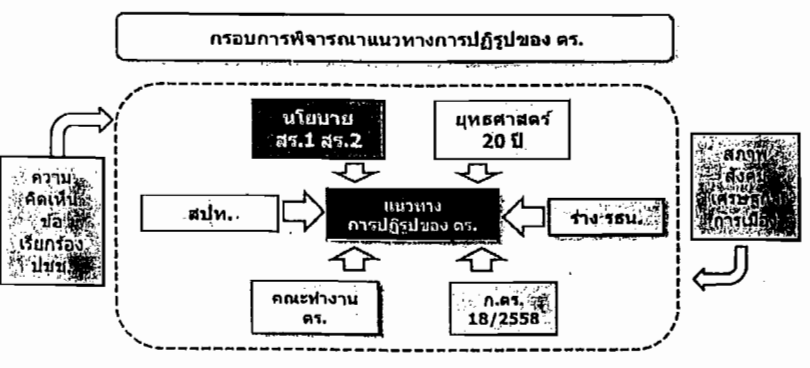 กรอบการพิจารณาแนวทางการปฏิรูปของ ตร.
นโยบาย
สร.1 สร.2
ยุทธศาสตร์
20 ปี
ความ
คิดเห็น
ข้อ
เรียกร้อง
ปชช.
สปท.
แนวทาง
การปฏิรูปของ ตร.
ร่าง รธน.
สภาพ
สังคม
เศรษฐกิจ
การเมือง
คณะทำงาน
ตร.
ก.ตร.
18/2558